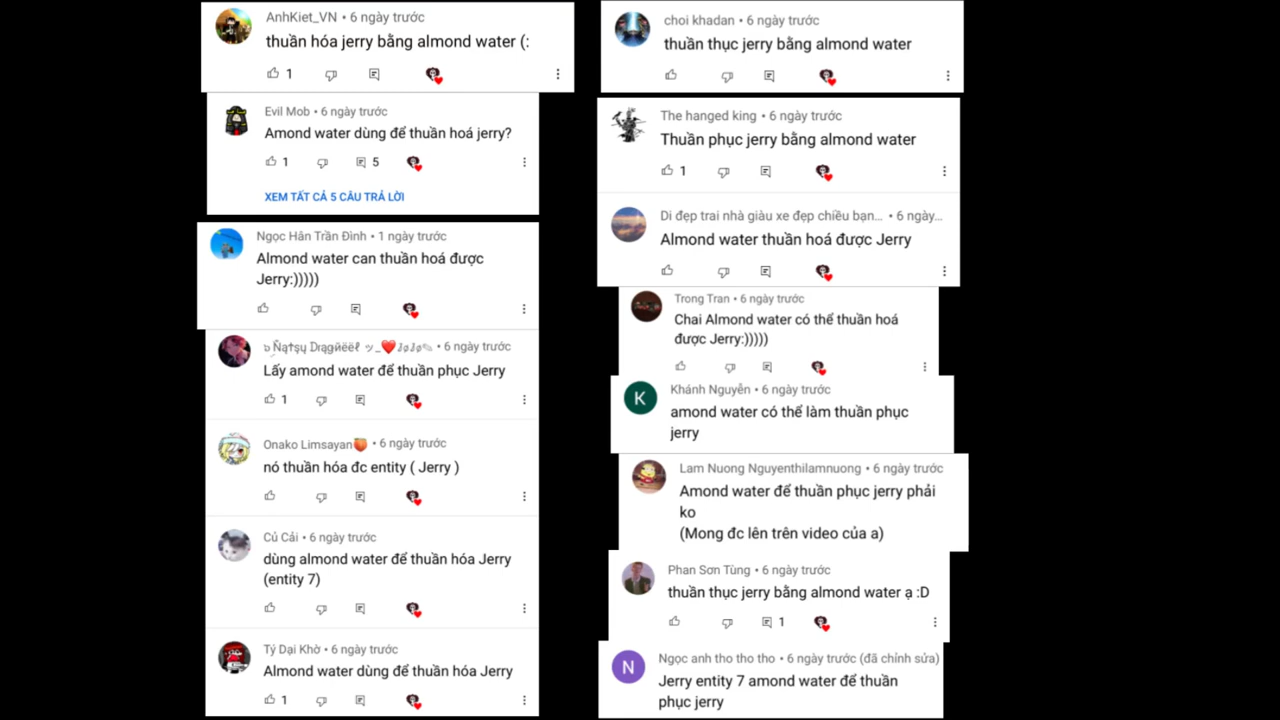 AnhKiet_VN • 6 ngày trước
thuần hóa jerry bằng almond water (:
1
Evil Mob • 6 ngày trước
Amond water dùng để thuần hoá jerry?
1 5
XEM TẤT CẢ 5 CÂU TRẢ LỜI
Ngọc Hân Trần Đình • 1 ngày trước
Almond water can thuần hoá được
Jerry:)))))
• 6 ngày trước
Lấy amond water để thuần phục Jerry
1
Onako Limsayan🍑 • 6 ngày trước
nó thuần hóa đc entity ( Jerry )
Củ Cải • 6 ngày trước
dùng almond water để thuần hóa Jerry
(entity 7)
Tý Dại Khờ • 6 ngày trước
Almond water dùng để thuần hóa Jerry
1
choi khadan • 6 ngày trước
thuần thục jerry bằng almond water
The hanged king • 6 ngày trước
Thuần phục jerry bằng almond water
1
Di đẹp trai nhà giàu xe đẹp chiều bạn... • 6 ngày...
Almond water thuần hoá được Jerry
Trong Tran • 6 ngày trước
Chai Almond water có thể thuần hoá
được Jerry:)))))
K
Khánh Nguyễn • 6 ngày trước
amond water có thể làm thuần phục
jerry
Lam Nuong Nguyenthilamnuong • 6 ngày trước
Amond water để thuần phục jerry phải
ko
(Mong đc lên trên video của a)
Phan Sơn Tùng • 6 ngày trước
thuần thục jerry bằng almond water ạ :D
1
N
Ngọc anh tho tho tho • 6 ngày trước (đã chỉnh sửa)
Jerry entity 7 amond water để thuần
phục jerry